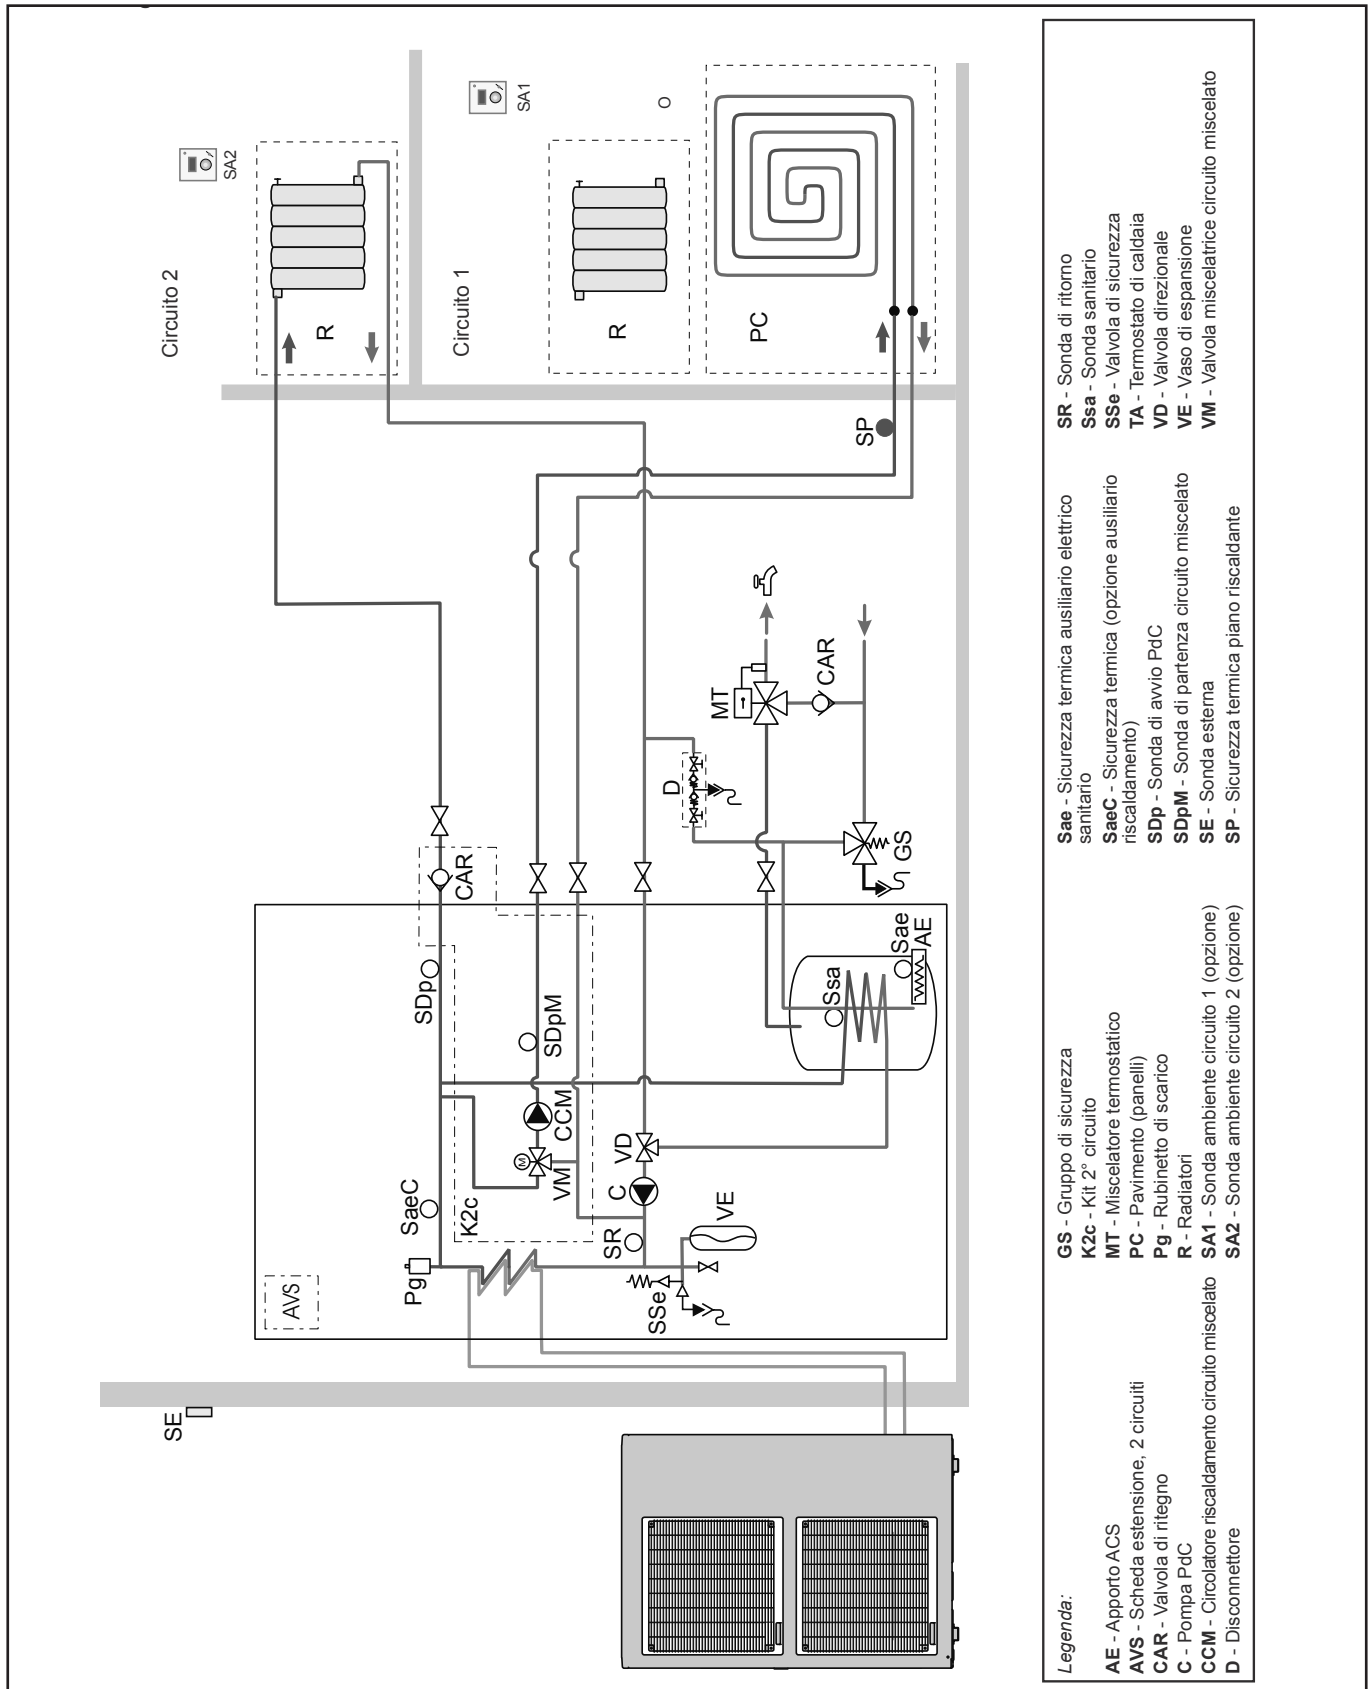 SE
AVS
Pg
SaeC
K2c
SDp
CAR
SDpM
CCM
VM
M
VD
C
SR
SSe
VE
Ssa
Sae
AE
GS
D
MT
CAR
SP
Circuito 2
SA2
R
Circuito 1
SA1
O
R
PC
Legenda:
AE - Apporto ACS
AVS - Scheda estensione, 2 circuiti
CAR - Valvola di ritegno
C - Pompa PdC
CCM - Circolatore riscaldamento circuito miscelato
D - Disconnettore
GS - Gruppo di sicurezza
K2c - Kit 2° circuito
MT - Miscelatore termostatico
PC - Pavimento (panelli)
Pg - Rubinetto di scarico
R - Radiatori
SA1 - Sonda ambiente circuito 1 (opzione)
SA2 - Sonda ambiente circuito 2 (opzione)
Sae - Sicurezza termica ausiliario elettrico
sanitario
SaeC - Sicurezza termica (opzione ausiliario
riscaldamento)
SDp - Sonda di avvio PdC
SDpM - Sonda di partenza circuito miscelato
SE - Sonda esterna
SP - Sicurezza termica piano riscaldante
SR - Sonda di ritorno
Ssa - Sonda sanitario
SSe - Valvola di sicurezza
TA - Termostato di caldaia
VD - Valvola direzionale
VE - Vaso di espansione
VM - Valvola miscelatrice circuito miscelato